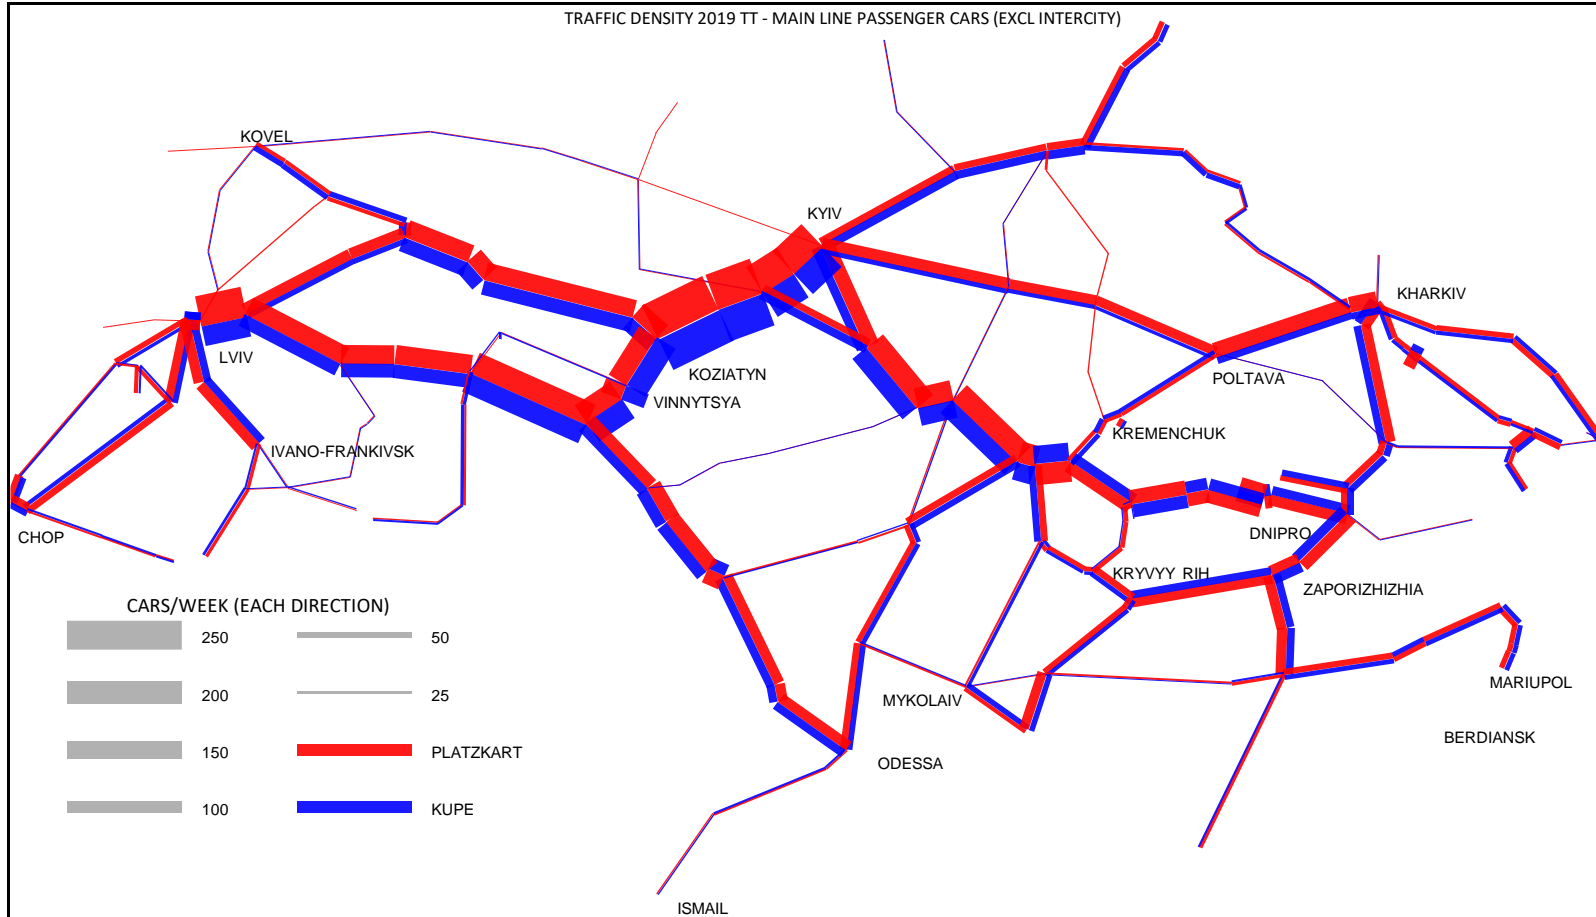 TRAFFIC DENSITY 2019 TT - MAIN LINE PASSENGER CARS (EXCL INTERCITY)
KOVEL
KYIV
KHARKIV
LVIV
KOZIATYN
POLTAVA
VINNYTSYA
KREMENCHUK
IVANO-FRANKIVSK
CHOP
DNIPRO
KRYVYY RIH
ZAPORIZHIZHIA
CARS/WEEK (EACH DIRECTION)
250
50
200
25
MYKOLAIV
MARIUPOL
150
PLATZKART
BERDIANSK
ODESSA
100
KUPE
ISMAIL